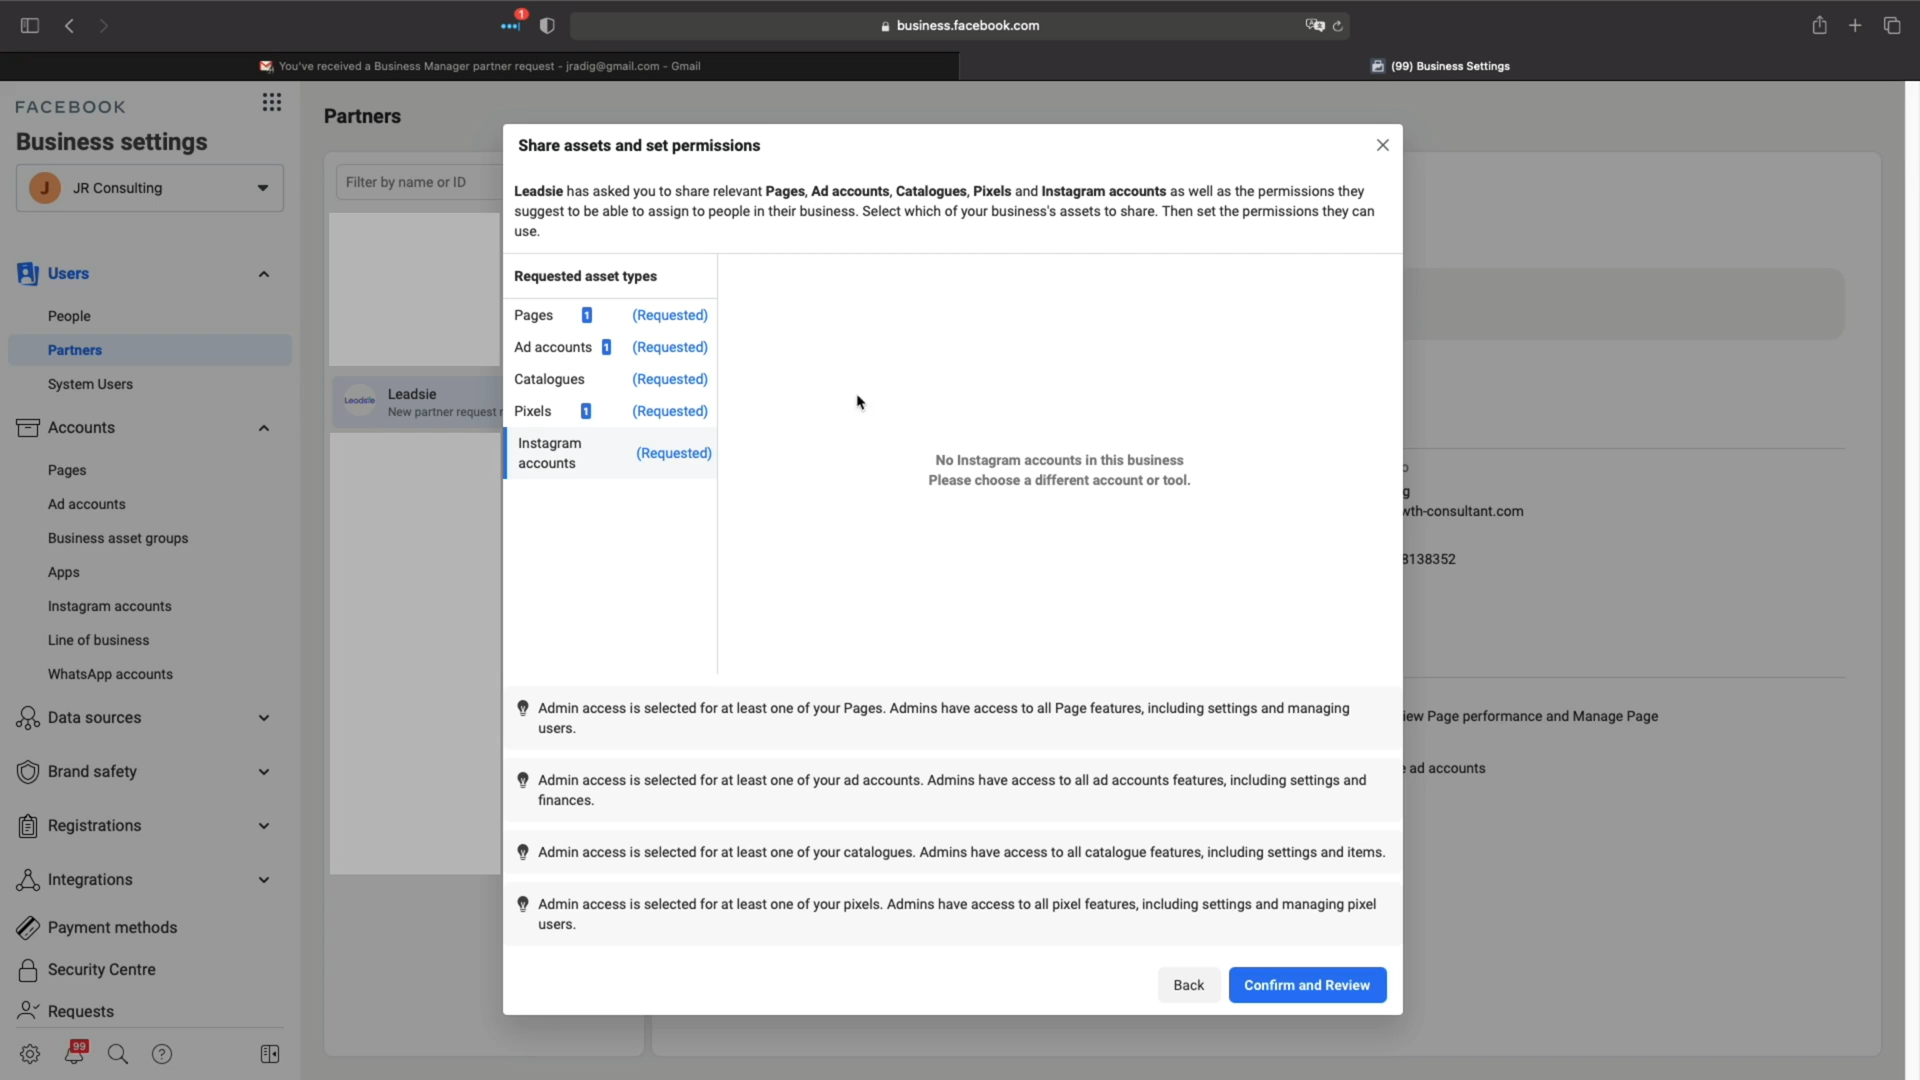 1
business.facebook.com
You've received a Business Manager partner request - jradig@gmail.com - Gmail
(99) Business Settings
FACEBOOK
Business settings
J
JR Consulting
Users
People
Partners
System Users
Accounts
Pages
Ad accounts
Business asset groups
Apps
Instagram accounts
Line of business
WhatsApp accounts
Data sources
Brand safety
Registrations
Integrations
Payment methods
Security Centre
Requests
99
Partners
Filter by name or ID
Leadsie
Leadsie
New partner request
Share assets and set permissions
Leadsie has asked you to share relevant Pages, Ad accounts, Catalogues, Pixels and Instagram accounts as well as the permissions they
suggest to be able to assign to people in their business. Select which of your business's assets to share. Then set the permissions they can
use.
Requested asset types
Pages 1 (Requested)
Ad accounts 1 (Requested)
Catalogues (Requested)
Pixels 1 (Requested)
Instagram
accounts (Requested)
No Instagram accounts in this business
Please choose a different account or tool.
Admin access is selected for at least one of your Pages. Admins have access to all Page features, including settings and managing
users.
Admin access is selected for at least one of your ad accounts. Admins have access to all ad accounts features, including settings and
finances.
Admin access is selected for at least one of your catalogues. Admins have access to all catalogue features, including settings and items.
Admin access is selected for at least one of your pixels. Admins have access to all pixel features, including settings and managing pixel
users.
Back
Confirm and Review
g
wth-consultant.com
8138352
iew Page performance and Manage Page
ad accounts